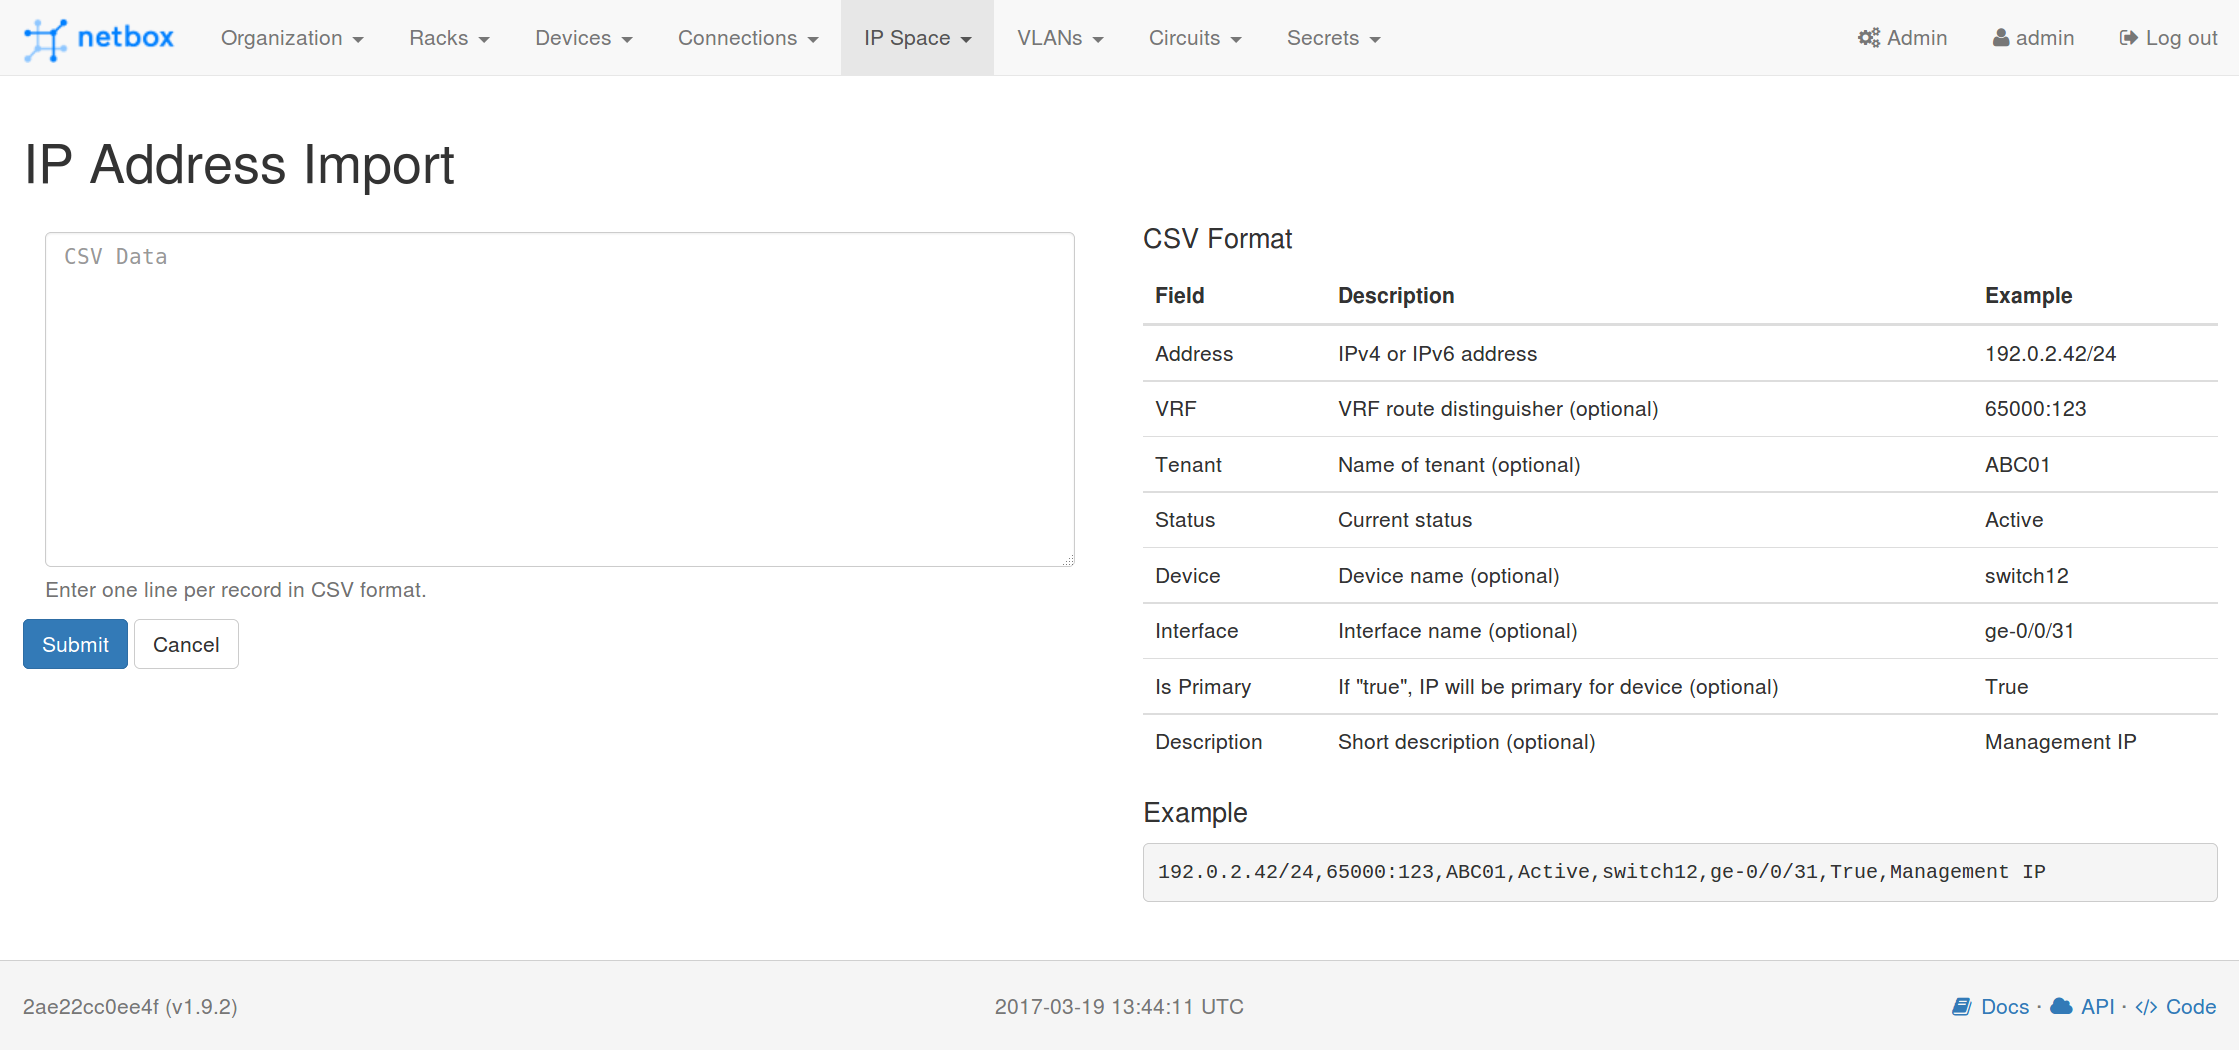 netbox Organization Racks Devices Connections IP Space VLANs Circuits Secrets Admin admin Log out
IP Address Import
CSV Data
Enter one line per record in CSV format.
Submit Cancel
CSV Format
Field Description Example
Address IPv4 or IPv6 address 192.0.2.42/24
VRF VRF route distinguisher (optional) 65000:123
Tenant Name of tenant (optional) ABC01
Status Current status Active
Device Device name (optional) switch12
Interface Interface name (optional) ge-0/0/31
Is Primary If "true", IP will be primary for device (optional) True
Description Short description (optional) Management IP
Example
192.0.2.42/24,65000:123,ABC01,Active,switch12,ge-0/0/31,True,Management IP
2ae22cc0ee4f (v1.9.2) 2017-03-19 13:44:11 UTC Docs · API · Code